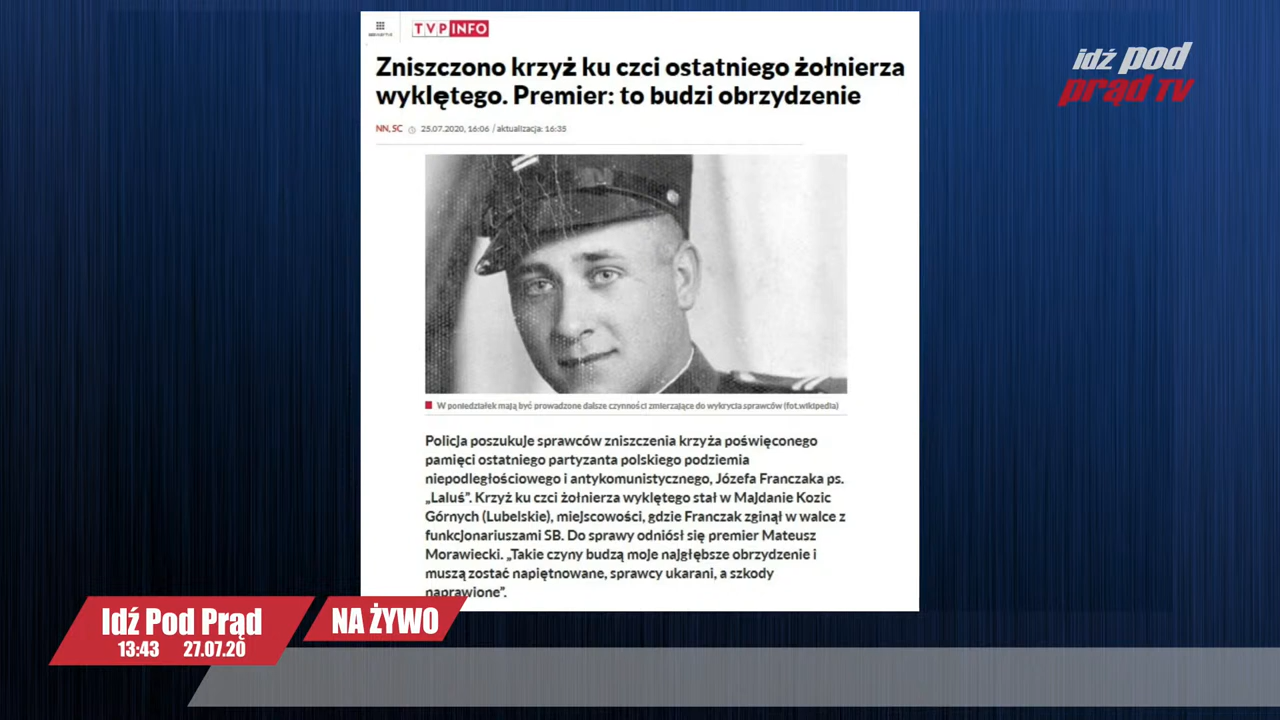 TVP INFO
idź pod
prąd TV
Zniszczono krzyż ku czci ostatniego żołnierza
wyklętego. Premier: to budzi obrzydzenie
NN, SC 25.07.2020, 16:06 / aktualizacja: 16:35
W poniedziałek mają być prowadzone dalsze czynności zmierzające do wykrycia sprawców (fot.wikipedia)
Policja poszukuje sprawców zniszczenia krzyża poświęconego
pamięci ostatniego partyzanta polskiego podziemia
niepodległościowego i antykomunistycznego, Józefa Franczaka ps.
„Laluś”. Krzyż ku czci żołnierza wyklętego stał w Majdanie Kozic
Górnych (Lubelskie), miejscowości, gdzie Franczak zginął w walce z
funkcjonariuszami SB. Do sprawy odniósł się premier Mateusz
Morawiecki. „Takie czyny budzą moje najgłębsze obrzydzenie i
muszą zostać napiętnowane, sprawcy ukarani, a szkody
naprawione”.
Idź Pod Prąd
NA ŻYWO
13:43 27.07.20